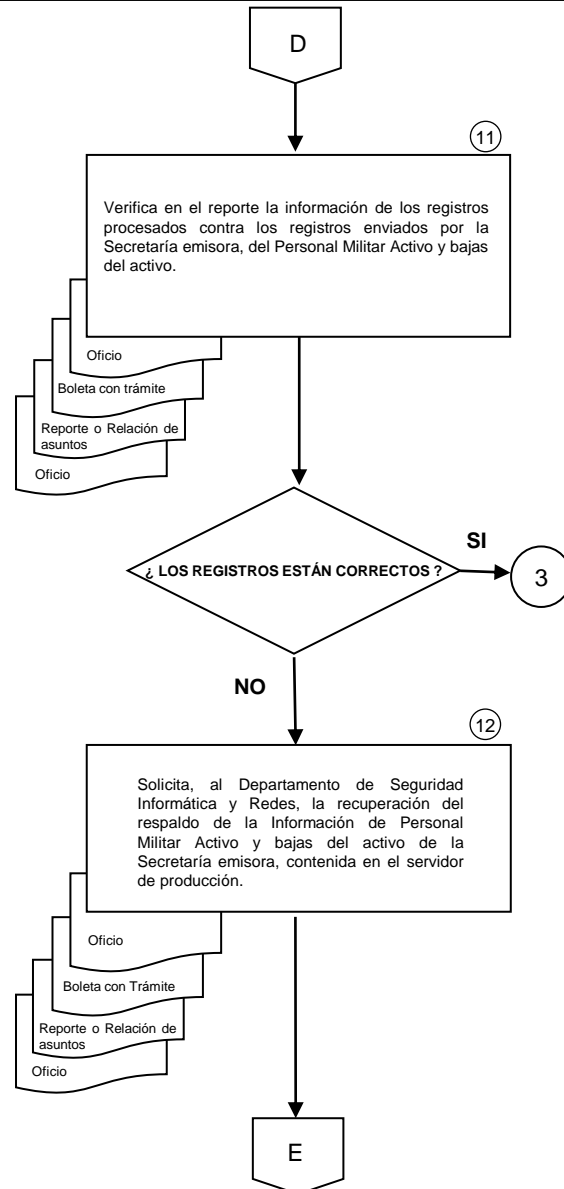 D
11
Verifica en el reporte la información de los registros
procesados contra los registros enviados por la
Secretaría emisora, del Personal Militar Activo y bajas
del activo.
Oficio
Boleta con trámite
Reporte o Relación de
asuntos
Oficio
¿ LOS REGISTROS ESTÁN CORRECTOS ?
SI
3
NO
12
Solicita, al Departamento de Seguridad
Informática y Redes, la recuperación del
respaldo de la Información de Personal
Militar Activo y bajas del activo de la
Secretaría emisora, contenida en el servidor
de producción.
Oficio
Boleta con Trámite
Reporte o Relación de
asuntos
Oficio
E